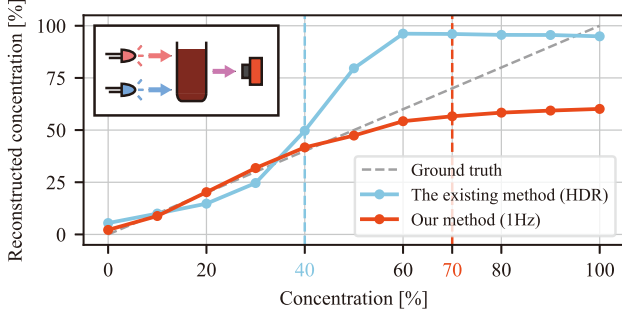 Reconstructed concentration [%]
100
75
50
25
0
Ground truth
The existing method (HDR)
Our method (1Hz)
0 20 40 60 70 80 100
Concentration [%]